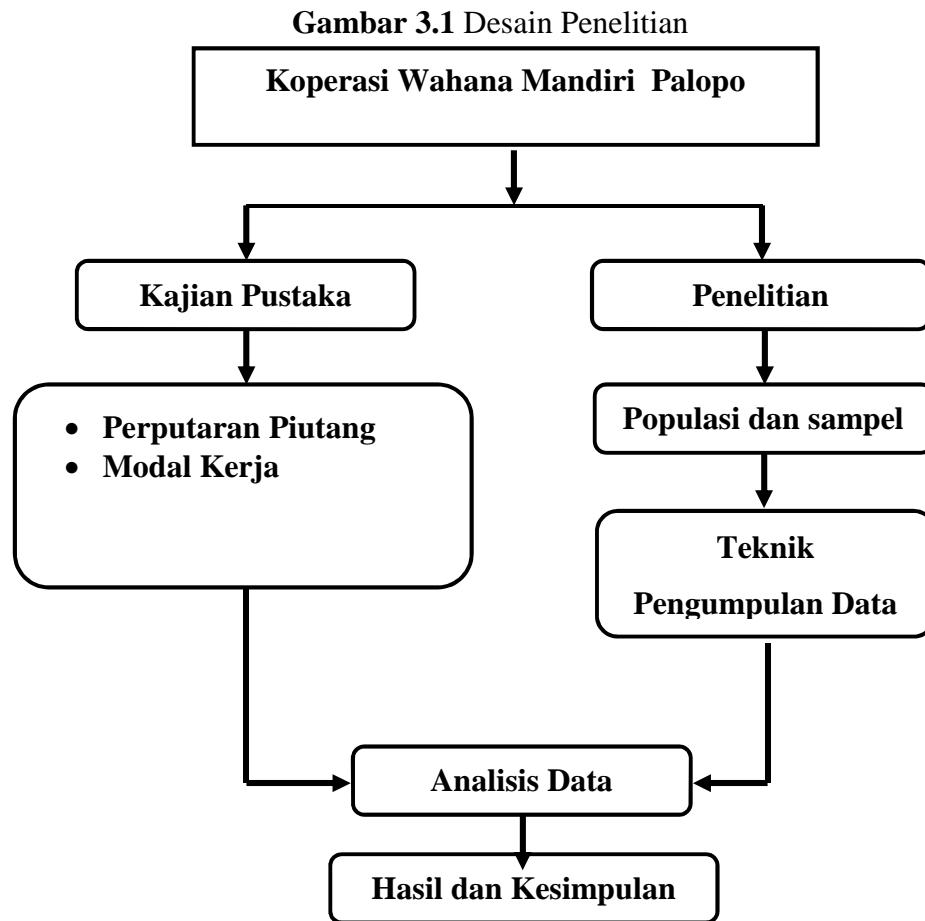 Gambar 3.1 Desain Penelitian
Koperasi Wahana Mandiri Palopo
Kajian Pustaka
Penelitian
• Perputaran Piutang
• Modal Kerja
Populasi dan sampel
Teknik
Pengumpulan Data
Analisis Data
Hasil dan Kesimpulan